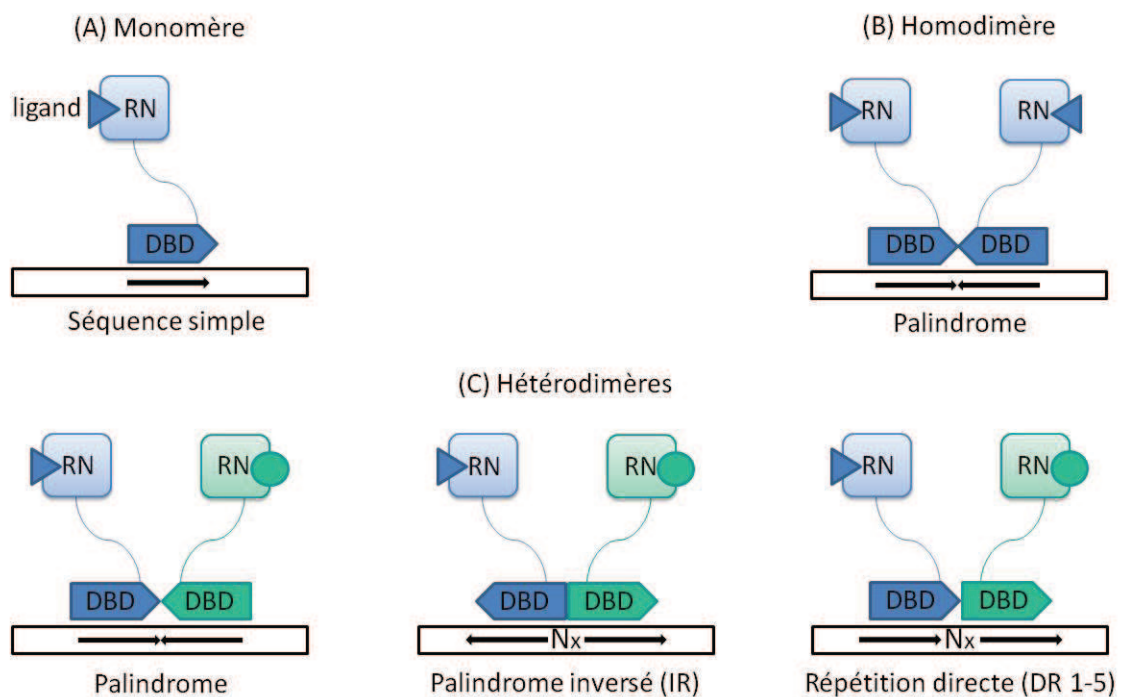 (A) Monomère
ligand
RN
DBD
Séquence simple
(B) Homodimère
RN
RN
DBD
DBD
Palindrome
(C) Hétérodimères
RN
RN
DBD
DBD
Palindrome
RN
RN
DBD
DBD
Nx
Palindrome inversé (IR)
RN
RN
DBD
DBD
Nx
Répétition directe (DR 1-5)